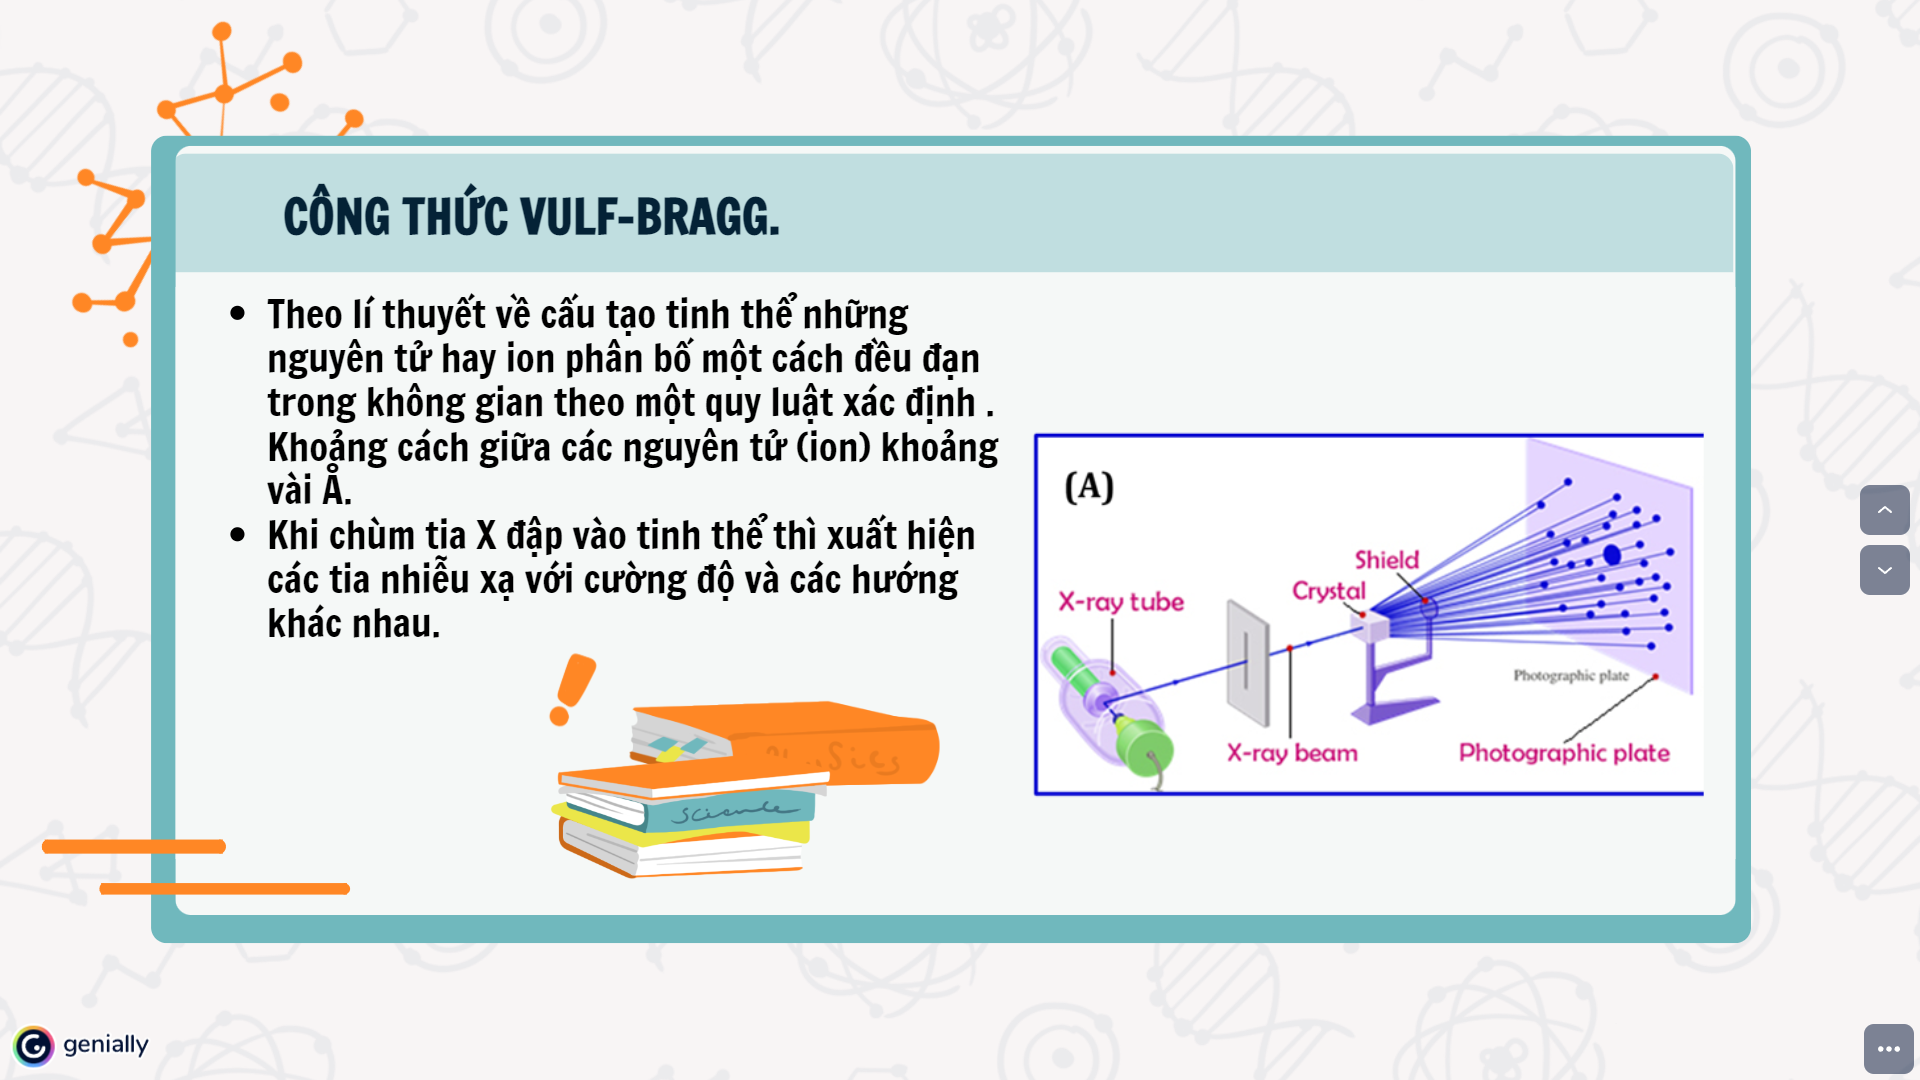 CÔNG THỨC VULF-BRAGG.
Theo lí thuyết về cấu tạo tinh thể những
nguyên tử hay ion phân bố một cách đều đạn
trong không gian theo một quy luật xác định .
Khoảng cách giữa các nguyên tử (ion) khoảng
vài Å.
Khi chùm tia X đập vào tinh thể thì xuất hiện
các tia nhiễu xạ với cường độ và các hướng
khác nhau.
(A)
Shield
Crystal
X-ray tube
Photographic plate
X-ray beam
Photographic plate
Science
genially